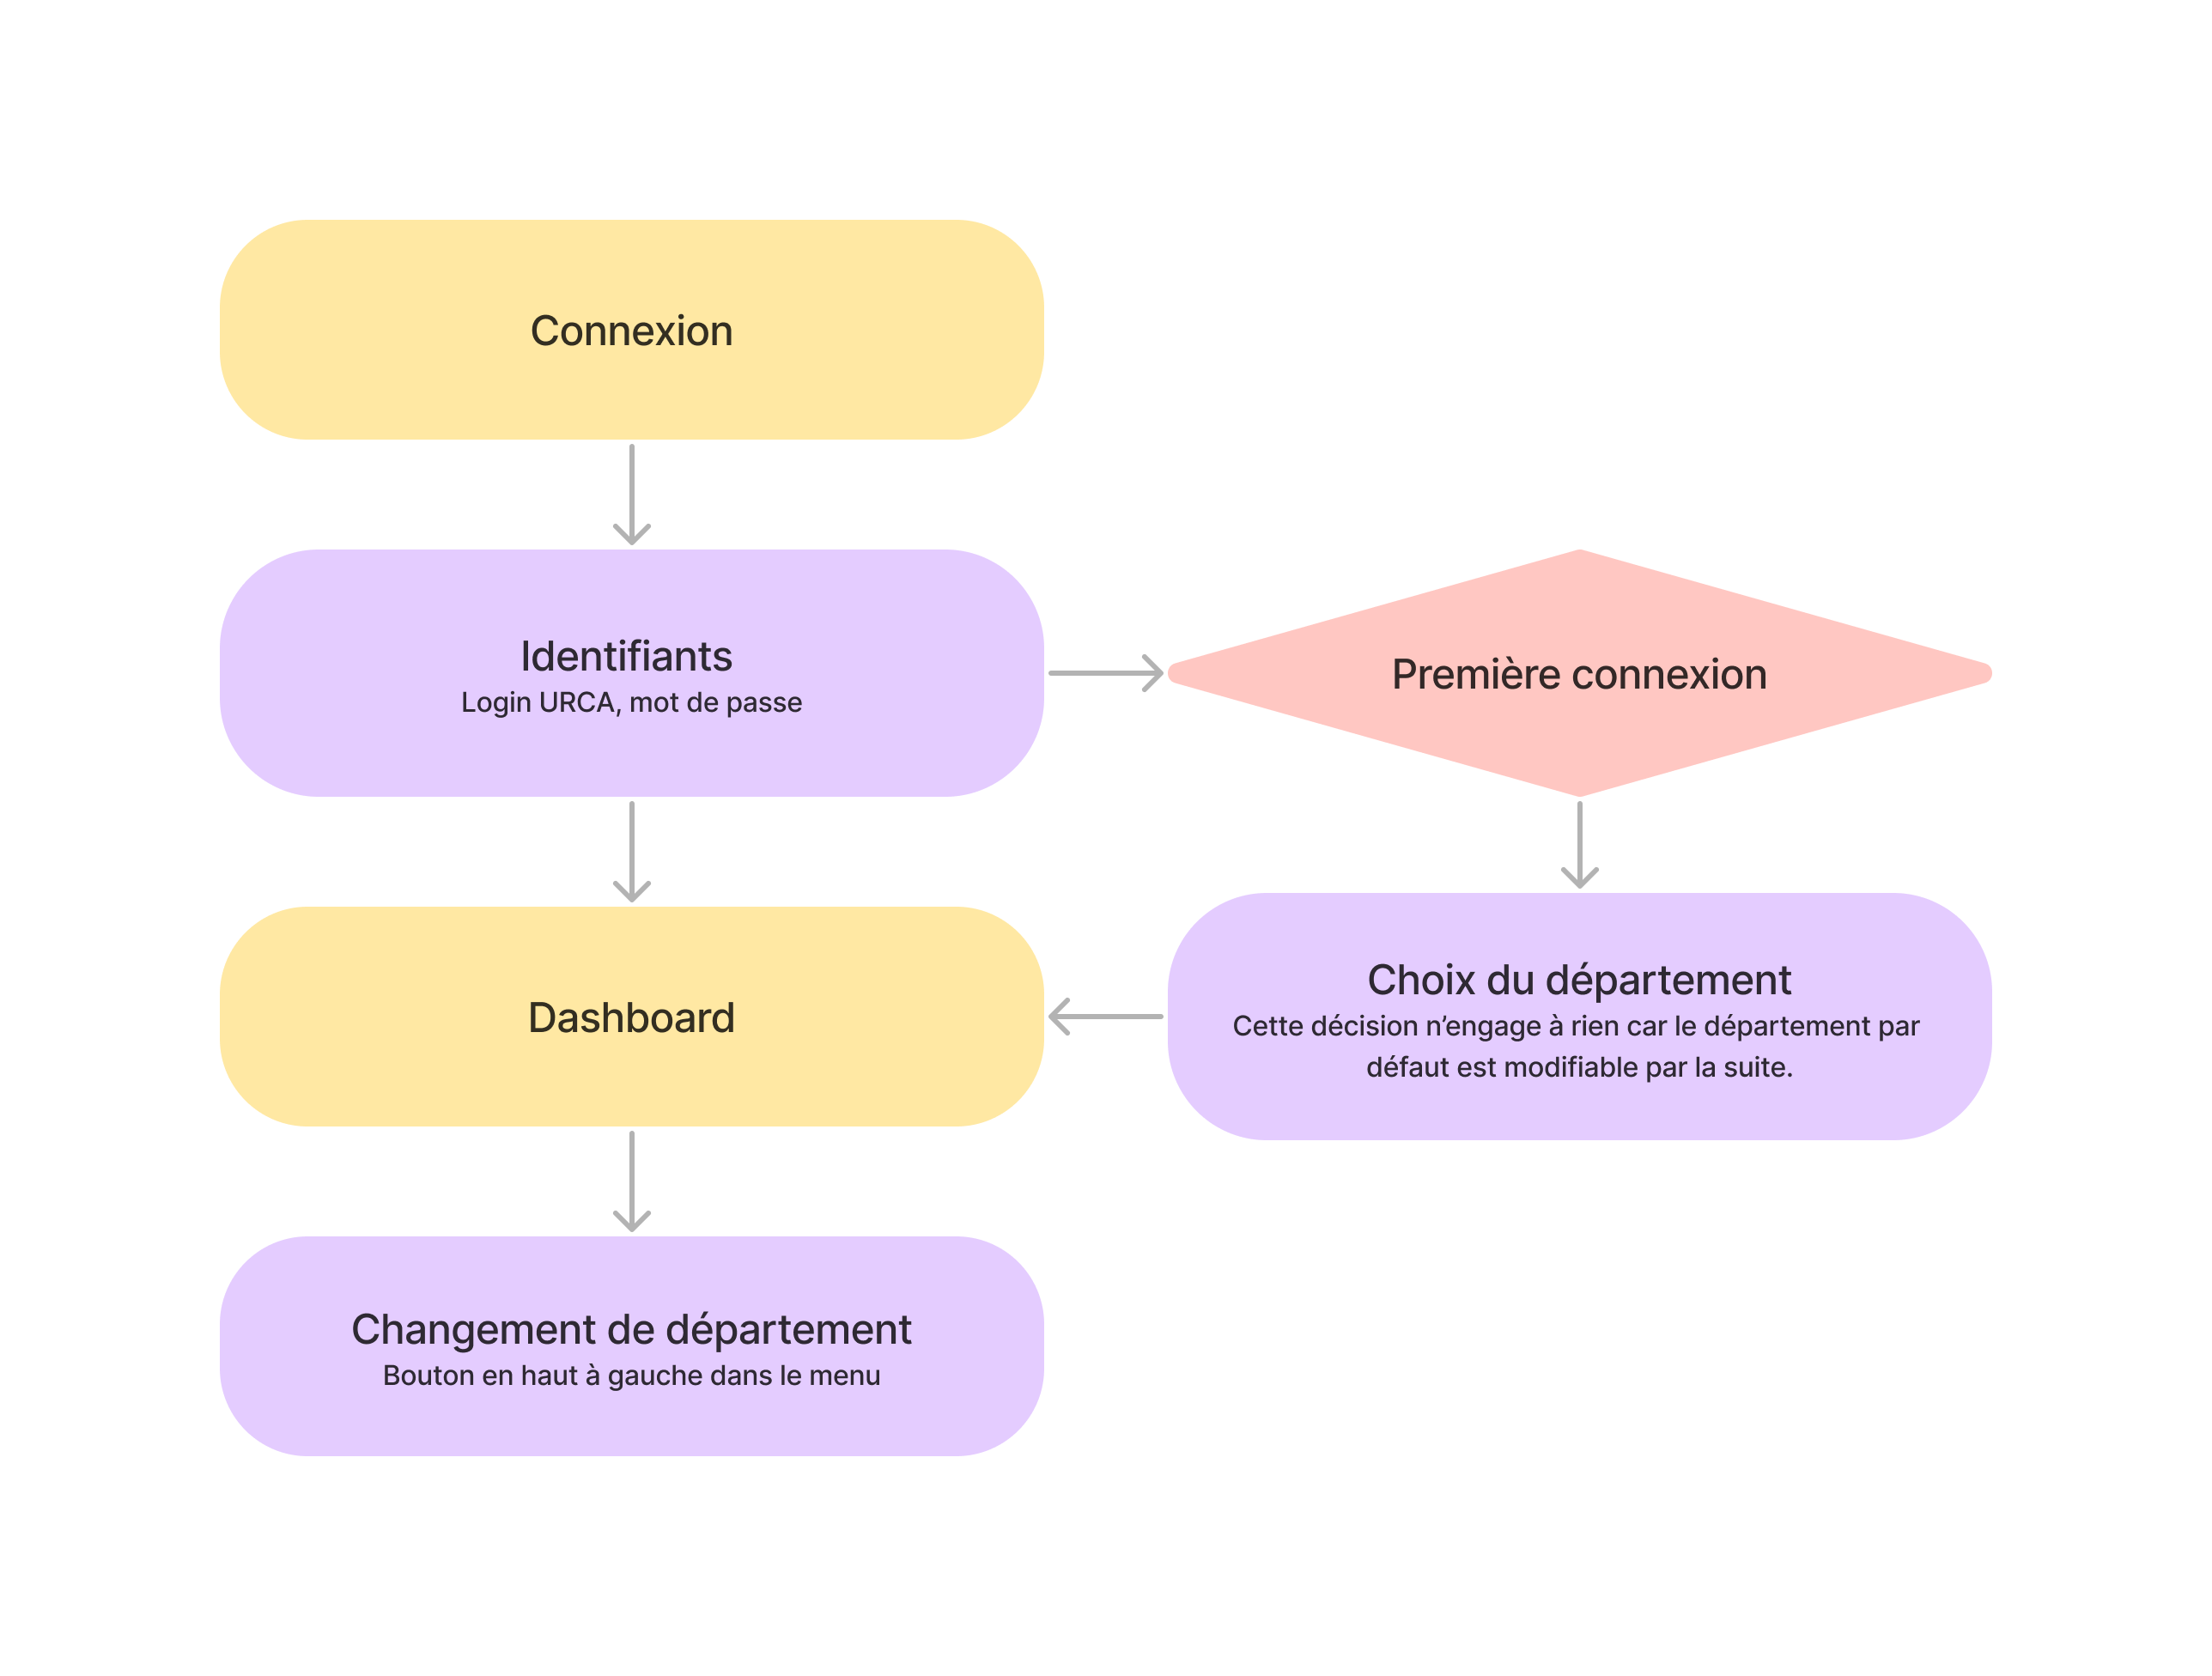 Connexion
Identifiants
Login URCA, mot de passe
Première connexion
Dashboard
Choix du département
Cette décision n’engage à rien car le département par
défaut est modifiable par la suite.
Changement de département
Bouton en haut à gauche dans le menu